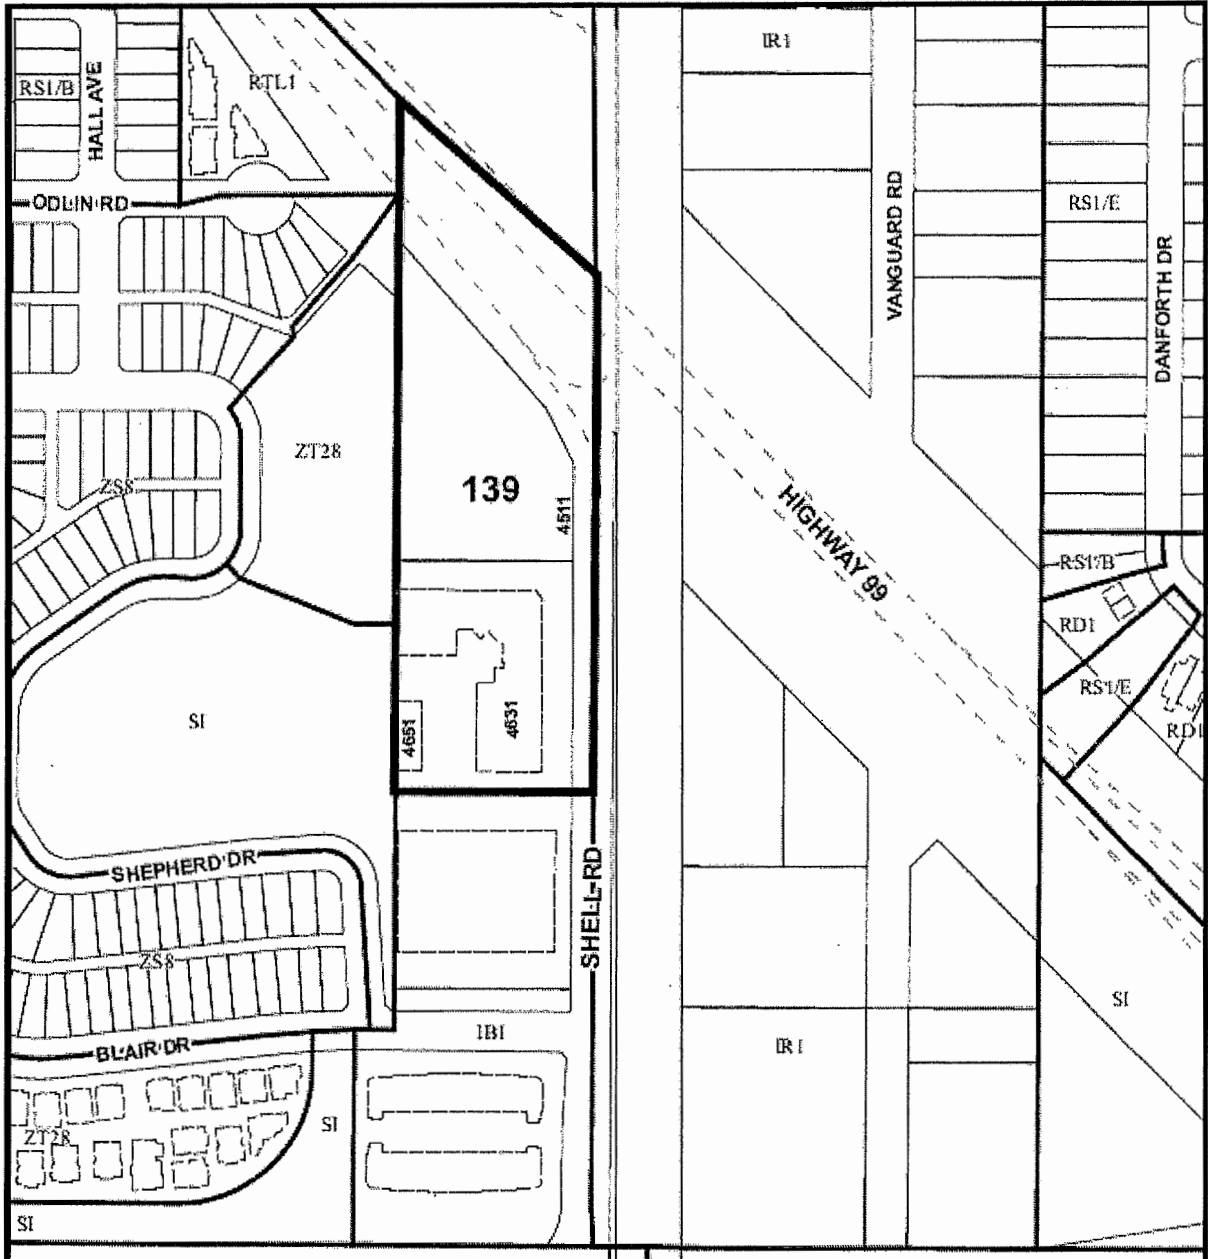 IR1
RS1/B
HALL AVE
RTL1
ODLIN RD
VANGUARD RD
RS1/E
DANFORTH DR
ZT28
ZS8
139
4511
HIGHWAY 99
RS1/B
RD1
RS1/E
RD1
SI
4651
4631
SHEPHERD DR
SHELL RD
ZS8
SI
IB1
IR1
BLAIR DR
ZT28
SI
SI